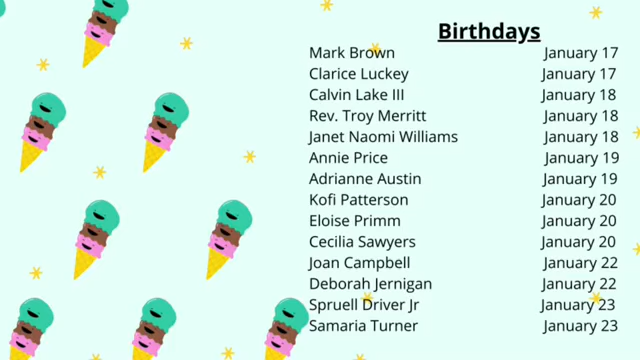 Birthdays
Mark Brown January 17
Clarice Luckey January 17
Calvin Lake III January 18
Rev. Troy Merritt January 18
Janet Naomi Williams January 18
Annie Price January 19
Adrianne Austin January 19
Kofi Patterson January 20
Eloise Primm January 20
Cecilia Sawyers January 20
Joan Campbell January 22
Deborah Jernigan January 22
Spruell Driver Jr January 23
Samaria Turner January 23